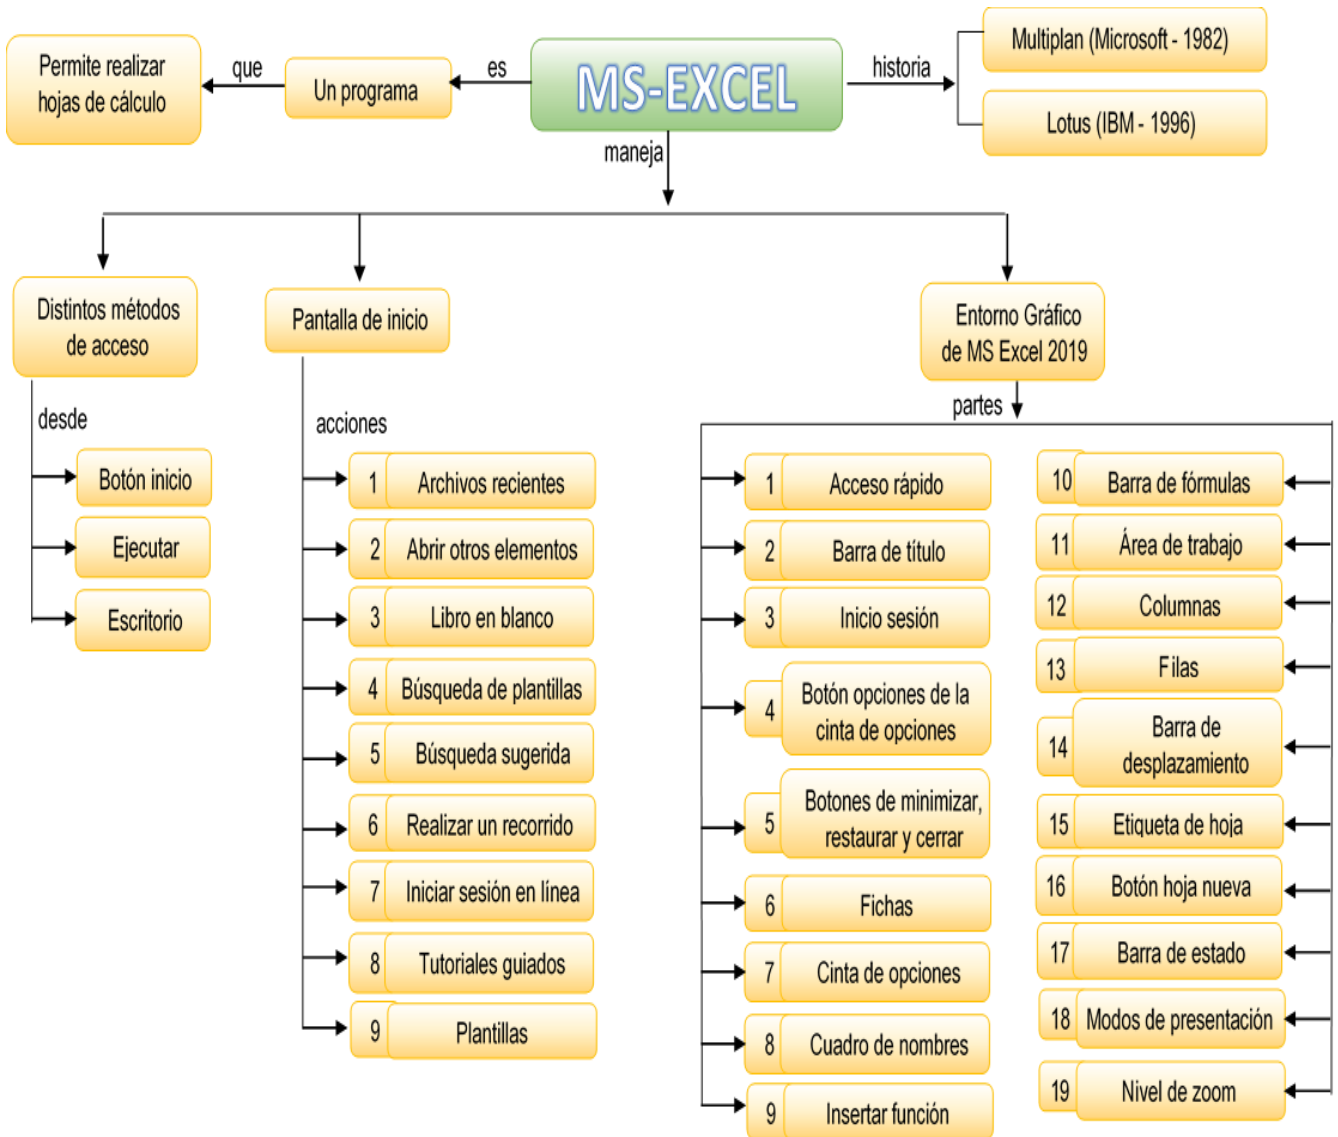 Permite realizar
hojas de cálculo
que
Un programa
es
MS-EXCEL
historia
Multiplan (Microsoft - 1982)
Lotus (IBM - 1996)
maneja
Distintos métodos
de acceso
desde
Botón inicio
Ejecutar
Escritorio
Pantalla de inicio
acciones
1 Archivos recientes
2 Abrir otros elementos
3 Libro en blanco
4 Búsqueda de plantillas
5 Búsqueda sugerida
6 Realizar un recorrido
7 Iniciar sesión en línea
8 Tutoriales guiados
9 Plantillas
Entorno Gráfico
de MS Excel 2019
partes
1 Acceso rápido
2 Barra de título
3 Inicio sesión
4 Botón opciones de la
cinta de opciones
5 Botones de minimizar,
restaurar y cerrar
6 Fichas
7 Cinta de opciones
8 Cuadro de nombres
9 Insertar función
10 Barra de fórmulas
11 Área de trabajo
12 Columnas
13 Filas
14 Barra de
desplazamiento
15 Etiqueta de hoja
16 Botón hoja nueva
17 Barra de estado
18 Modos de presentación
19 Nivel de zoom